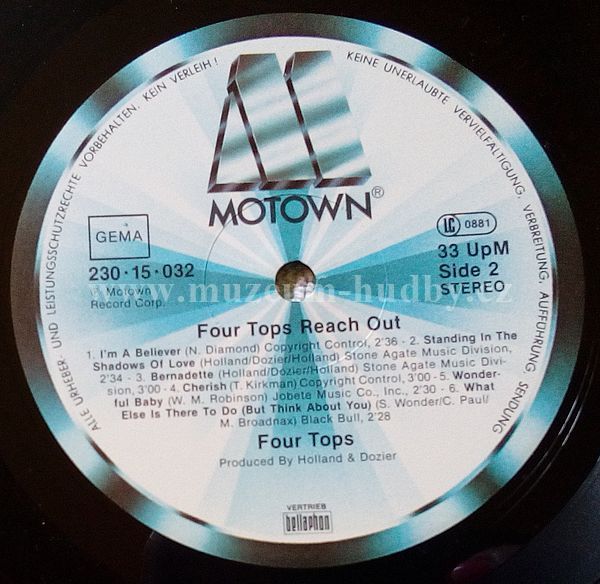 ALLE URHEBER UND LEISTUNGSSCHUTZRECHTE VORBEHALTEN. KEIN VERLEIH! KEINE UNERLAUBTE VERVIELFÄLTIGUNG, VERBREITUNG, AUFFÜHRUNG, SENDUNG
MOTOWN®
GEMA
LC 0881
230·15·032
33 UpM
Side 2
Motown
Record Corp.
STEREO
www.muzeum-hudby.cz
Four Tops Reach Out
1. I'm A Believer (N. Diamond) Copyright Control, 2'36 - 2. Standing In The
Shadows Of Love (Holland/Dozier/Holland) Stone Agate Music Division,
2'34 - 3. Bernadette (Holland/Dozier/Holland) Stone Agate Music Divi-
sion, 3'00 - 4. Cherish (T. Kirkman) Copyright Control, 3'00 - 5. Wonder-
ful Baby (W. M. Robinson) Jobete Music Co., Inc., 2'30 - 6. What
Else Is There To Do (But Think About You) (S. Wonder/C. Paul/
M. Broadnax) Black Bull, 2'28
Four Tops
Produced By Holland & Dozier
VERTRIEB
bellaphon